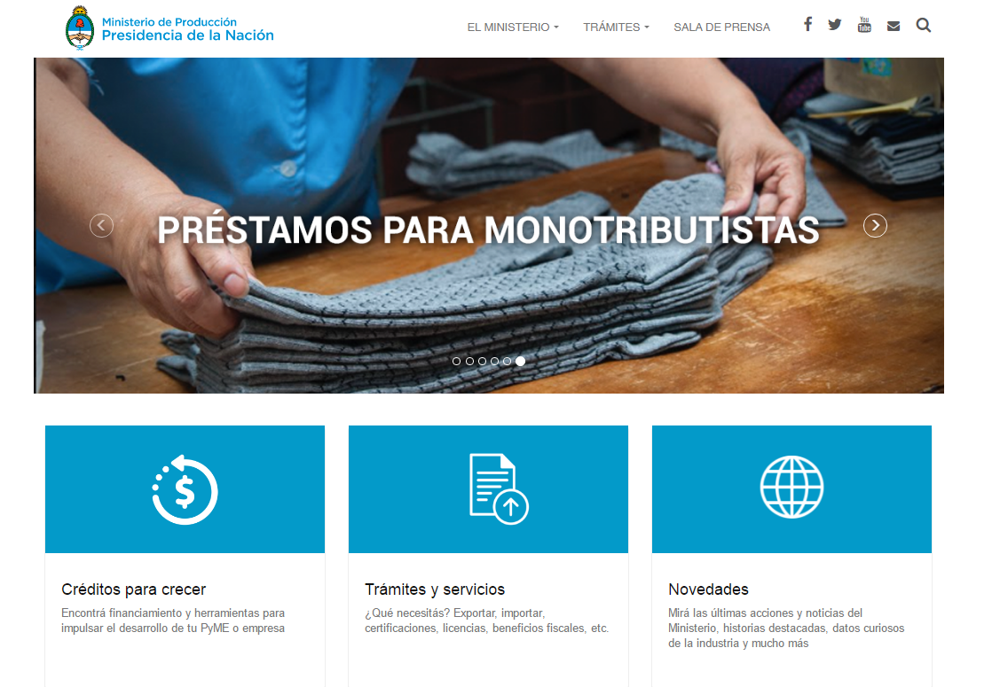 Ministerio de Producción
Presidencia de la Nación
EL MINISTERIO
TRÁMITES
SALA DE PRENSA
You
Tube
PRÉSTAMOS PARA MONOTRIBUTISTAS
$
Créditos para crecer
Encontrá financiamiento y herramientas para
impulsar el desarrollo de tu PyME o empresa
Trámites y servicios
¿Qué necesitás? Exportar, importar,
certificaciones, licencias, beneficios fiscales, etc.
Novedades
Mirá las últimas acciones y noticias del
Ministerio, historias destacadas, datos curiosos
de la industria y mucho más